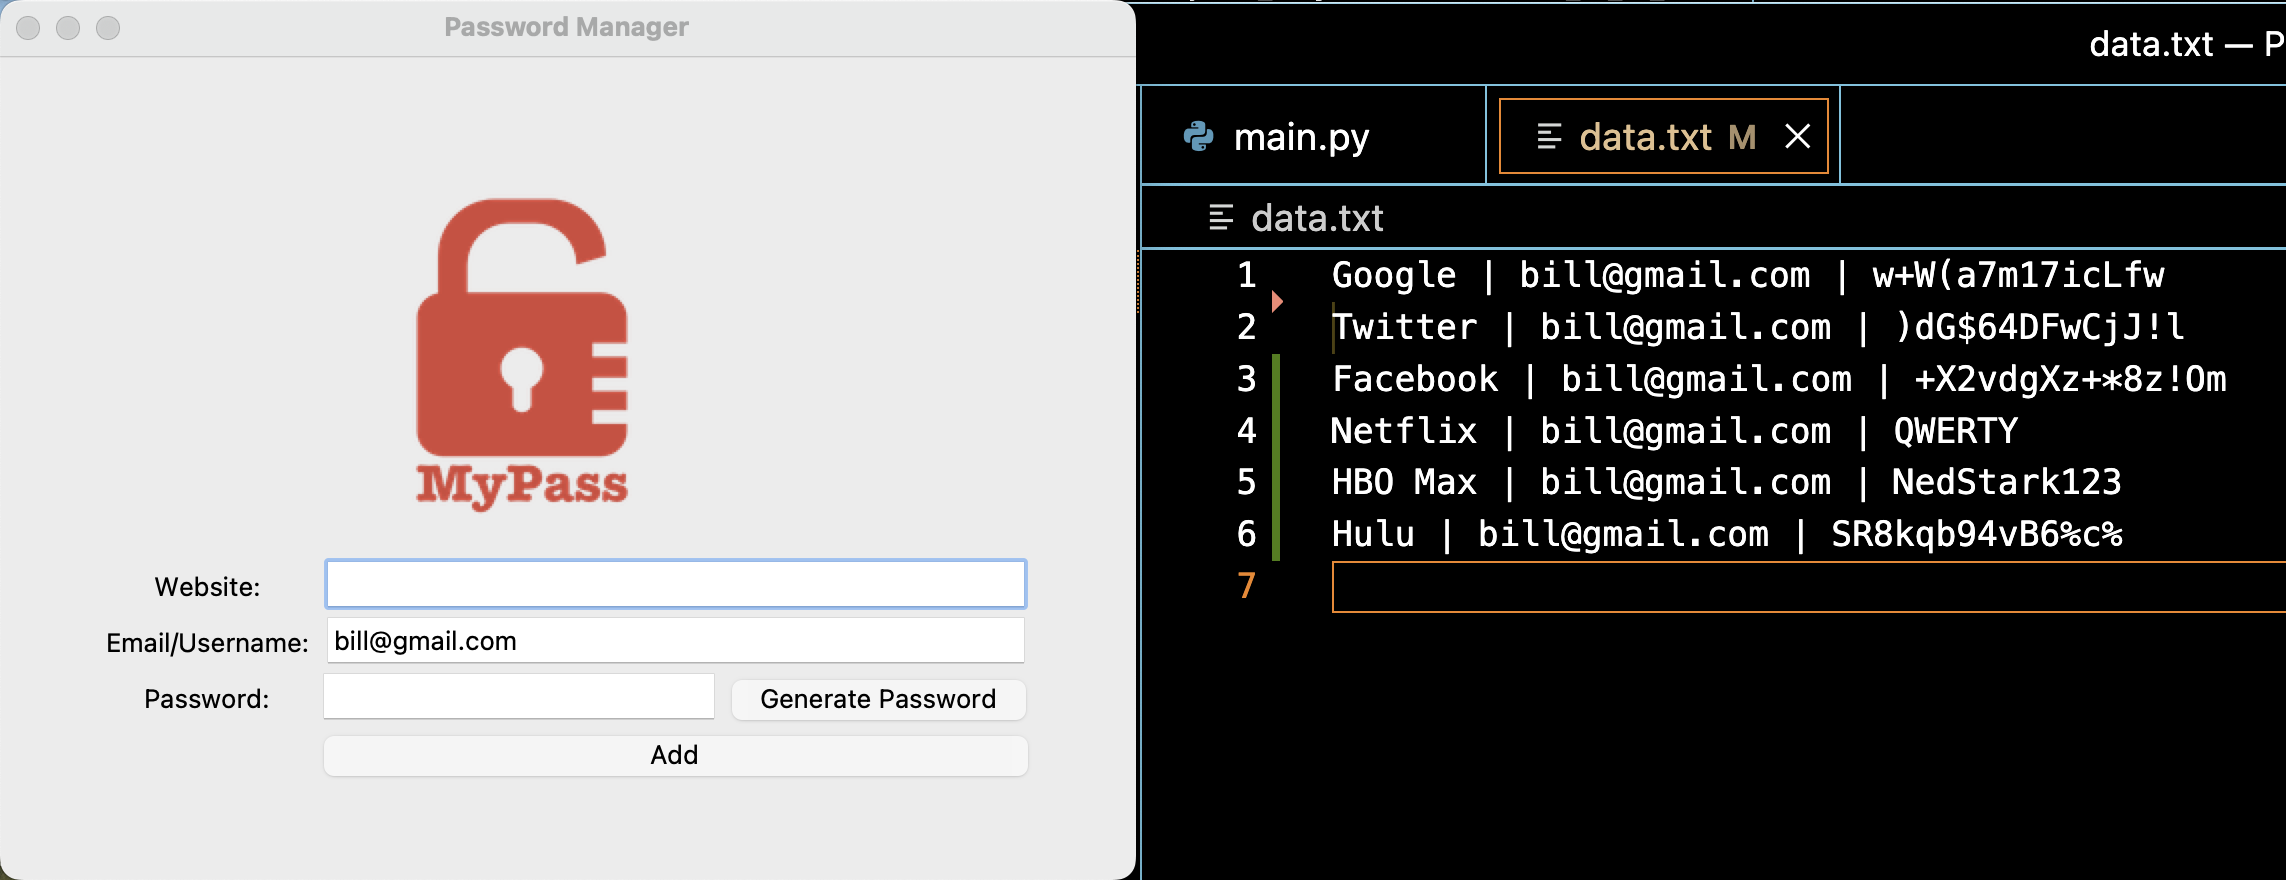 Password Manager
MyPass
Website:
Email/Username: bill@gmail.com
Password: Generate Password
Add
data.txt — P
main.py data.txt M
data.txt
1 Google | bill@gmail.com | w+W(a7m17icLfw
2 Twitter | bill@gmail.com | )dG$64DFwCjJ!l
3 Facebook | bill@gmail.com | +X2vdgXz+*8z!Om
4 Netflix | bill@gmail.com | QWERTY
5 HBO Max | bill@gmail.com | NedStark123
6 Hulu | bill@gmail.com | SR8kqb94vB6%c%
7